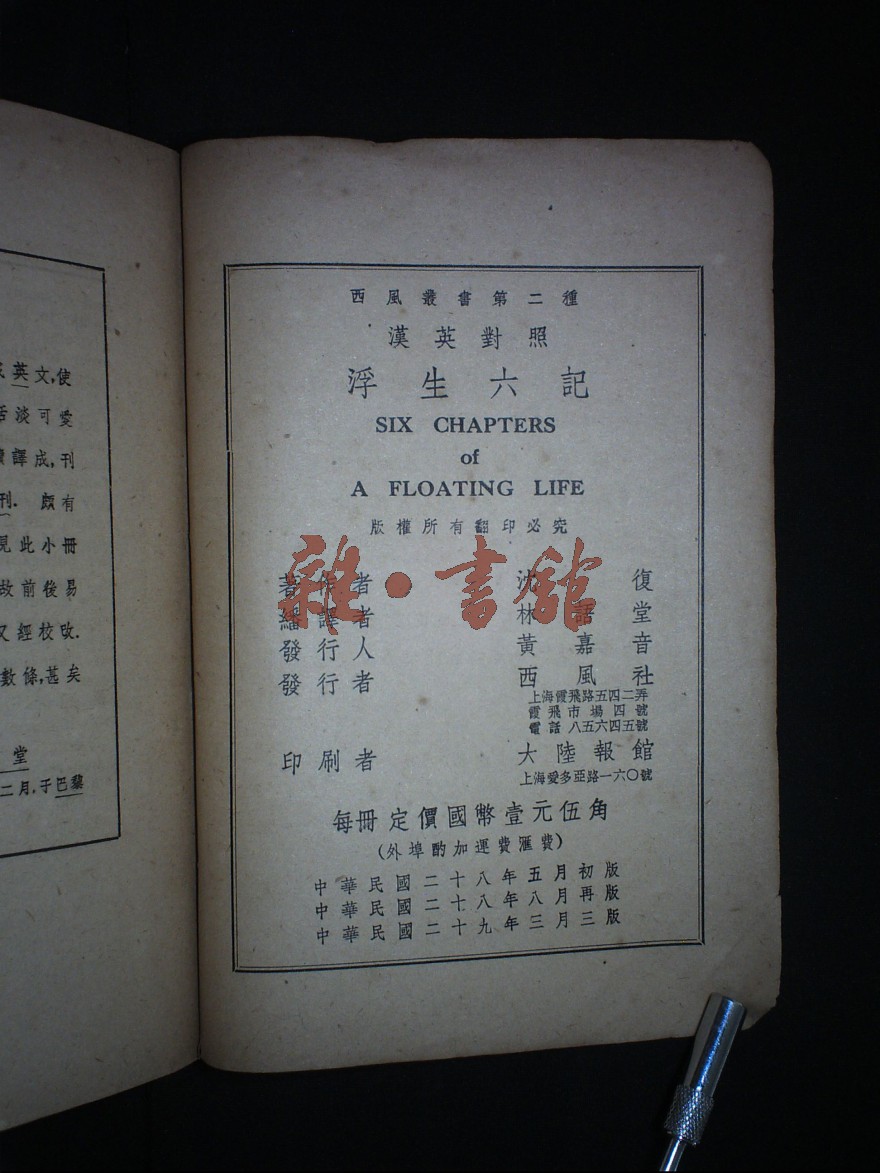 英文,使
苦淡可愛
譯成,刊
刊. 頗有
見此小冊
故前後易
又經校改.
數條,甚矣
堂
二月,于巴黎
西風叢書第二種
漢英對照
浮生六記
SIX CHAPTERS
of
A FLOATING LIFE
版權所有翻印必究
著作者 沈復
繙譯者 林語堂
發行人 黃嘉音
發行者 西風社
上海霞飛路五四二弄
霞飛市場四號
電話八五六四五號
印刷者 大陸報館
上海愛多亞路一六〇號
每冊定價國幣壹元伍角
(外埠酌加運費滙費)
中華民國二十八年五月初版
中華民國二十八年八月再版
中華民國二十九年三月三版
雜·書館